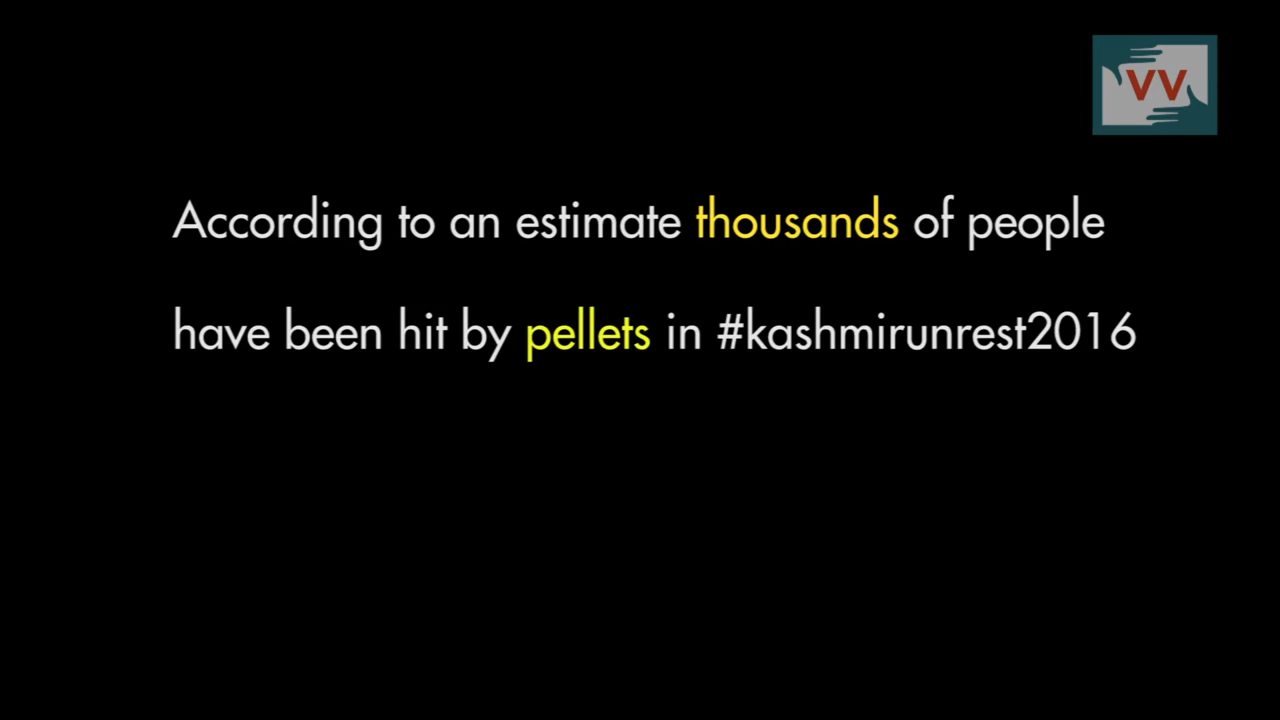 VV
According to an estimate thousands of people
have been hit by pellets in #kashmirunrest2016